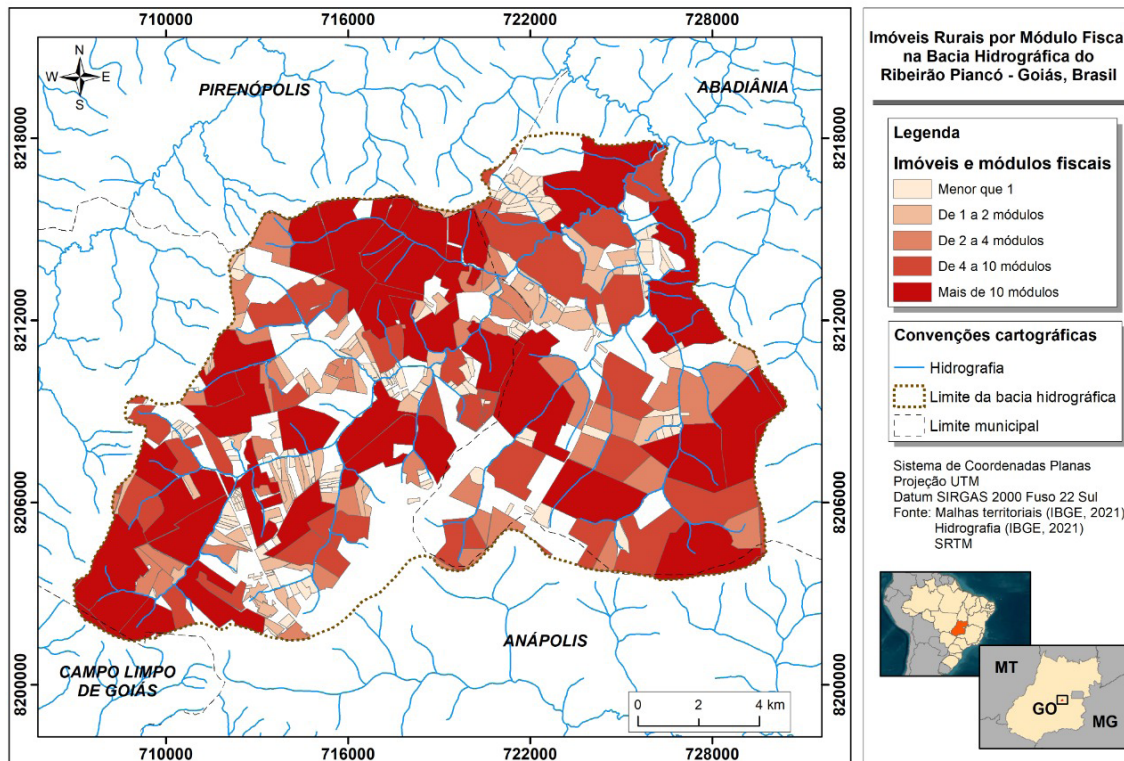 710000
716000
722000
728000
N
W
E
S
PIRENÓPOLIS
ABADIÂNIA
8218000
8218000
8212000
8212000
8206000
8206000
8200000
8200000
ANÁPOLIS
CAMPO LIMPO
DE GOIÁS
0
2
4 km
710000
716000
722000
728000
Imóveis Rurais por Módulo Fisca
na Bacia Hidrográfica do
Ribeirão Piancó - Goiás, Brasil
Legenda
Imóveis e módulos fiscais
Menor que 1
De 1 a 2 módulos
De 2 a 4 módulos
De 4 a 10 módulos
Mais de 10 módulos
Convenções cartográficas
Hidrografia
Limite da bacia hidrográfica
Limite municipal
Sistema de Coordenadas Planas
Projeção UTM
Datum SIRGAS 2000 Fuso 22 Sul
Fonte: Malhas territoriais (IBGE, 2021)
Hidrografia (IBGE, 2021)
SRTM
MT
GO
MG